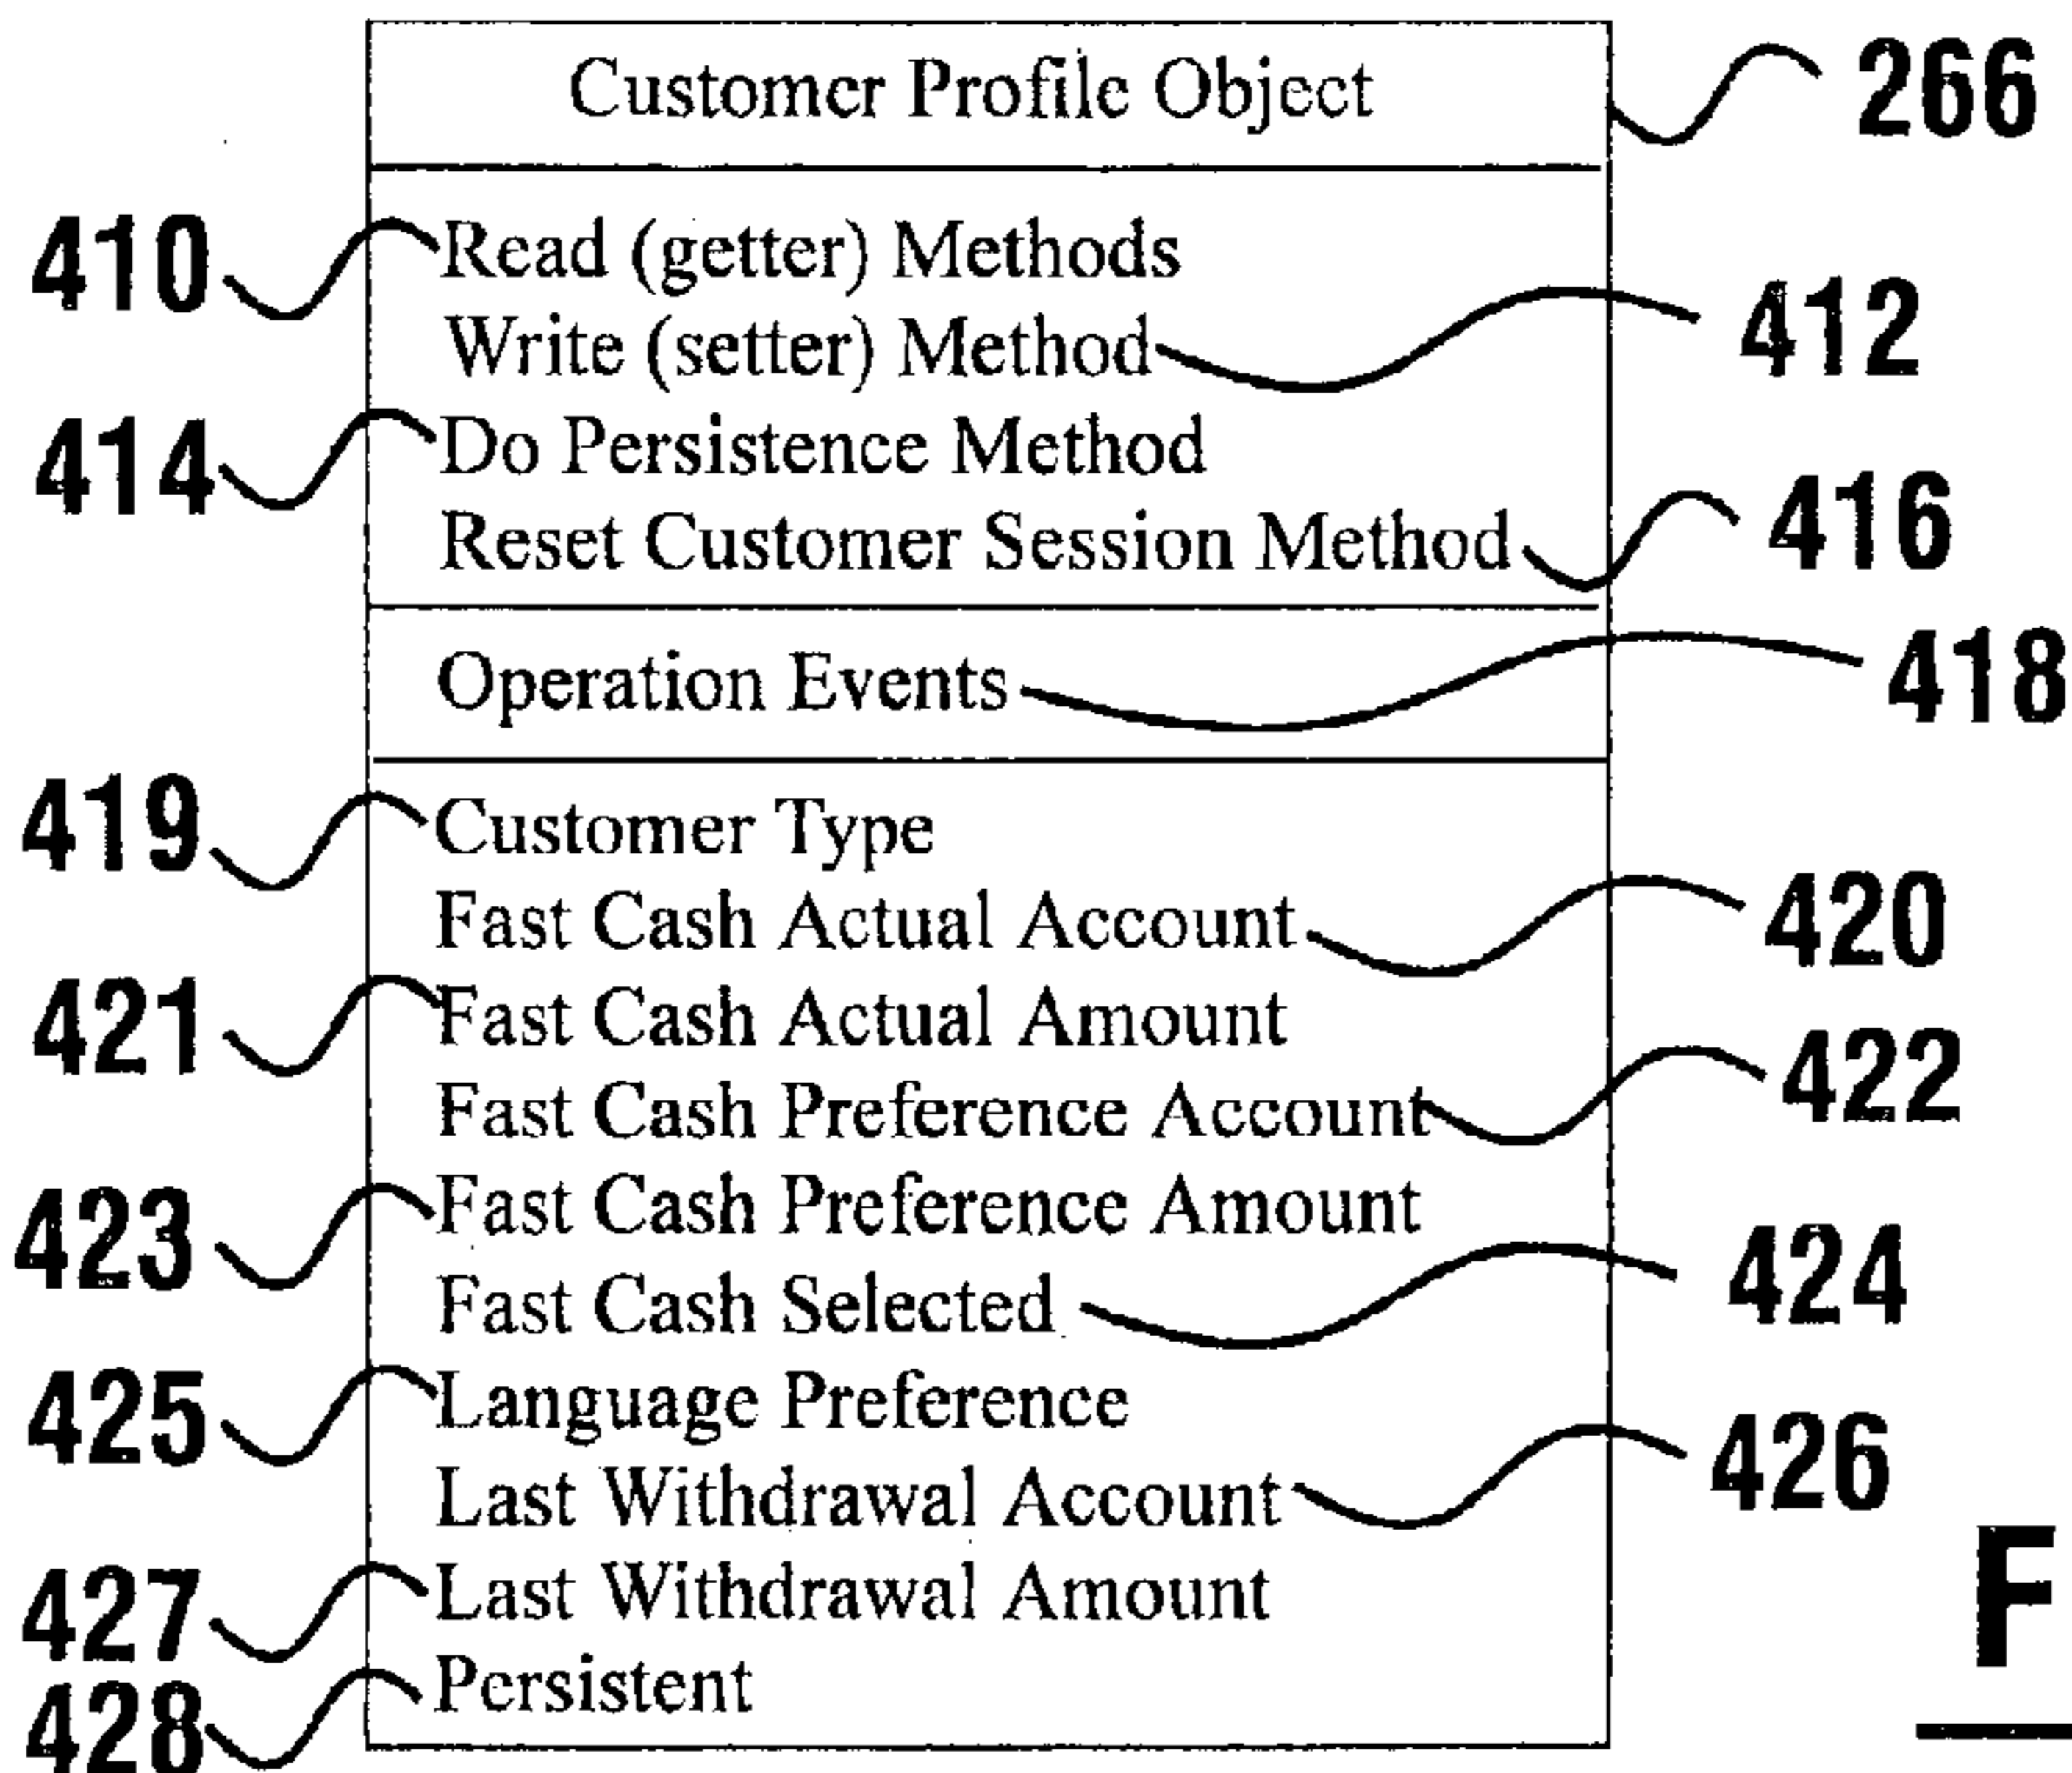 Customer Profile Object 266
410 Read (getter) Methods
Write (setter) Method 412
414 Do Persistence Method
Reset Customer Session Method 416
Operation Events 418
419 Customer Type
Fast Cash Actual Account 420
421 Fast Cash Actual Amount
Fast Cash Preference Account 422
423 Fast Cash Preference Amount
Fast Cash Selected 424
425 Language Preference
Last Withdrawal Account 426
427 Last Withdrawal Amount
428 Persistent
F